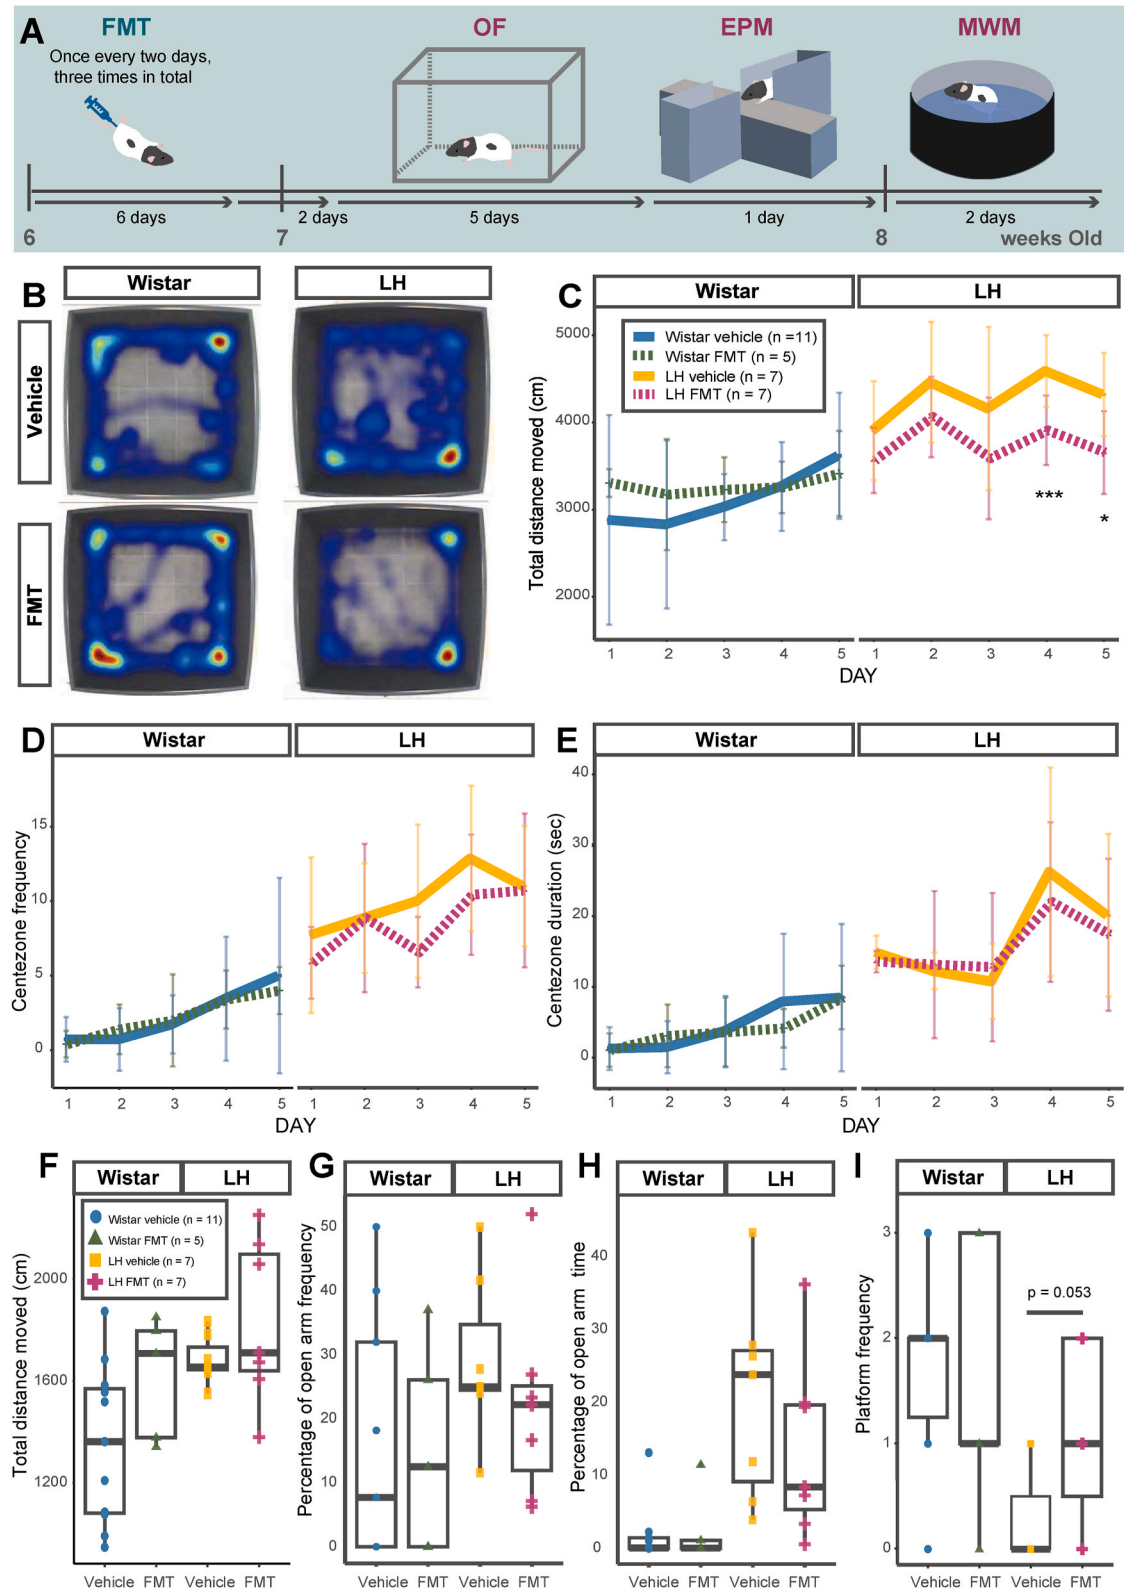 A
FMT
OF
EPM
MWM
Once every two days,
three times in total
6 days
2 days
5 days
1 day
2 days
6
7
8
weeks Old
B
Wistar
LH
Vehicle
FMT
C
Wistar
LH
Total distance moved (cm)
5000
4000
3000
2000
Wistar vehicle (n =11)
Wistar FMT (n = 5)
LH vehicle (n = 7)
LH FMT (n = 7)
***
*
1 2 3 4 5 1 2 3 4 5
DAY
D
Wistar
LH
Centezone frequency
15
10
5
0
1 2 3 4 5 1 2 3 4 5
DAY
E
Wistar
LH
Centezone duration (sec)
40
30
20
10
0
1 2 3 4 5 1 2 3 4 5
DAY
F
Wistar
LH
Total distance moved (cm)
Wistar vehicle (n = 11)
Wistar FMT (n = 5)
LH vehicle (n = 7)
LH FMT (n = 7)
2000
1600
1200
Vehicle FMT Vehicle FMT
G
Wistar
LH
Percentage of open arm frequency
50
40
30
20
10
0
Vehicle FMT Vehicle FMT
H
Wistar
LH
Percentage of open arm time
40
30
20
10
0
Vehicle FMT Vehicle FMT
I
Wistar
LH
Platform frequency
3
2
1
0
p = 0.053
Vehicle FMT Vehicle FMT